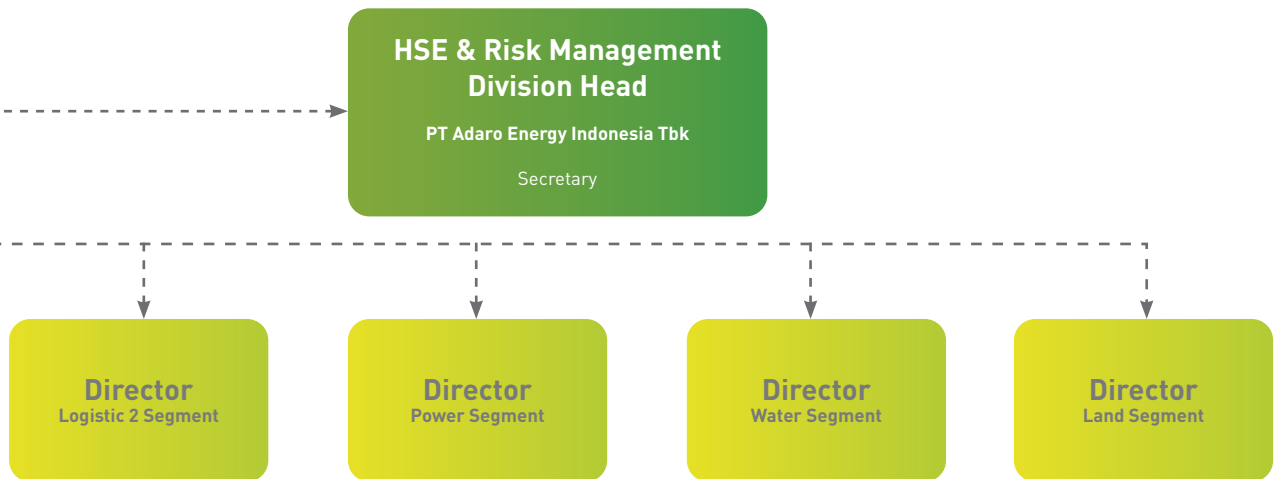 HSE & Risk Management
Division Head
PT Adaro Energy Indonesia Tbk
Secretary
Director
Logistic 2 Segment
Director
Power Segment
Director
Water Segment
Director
Land Segment